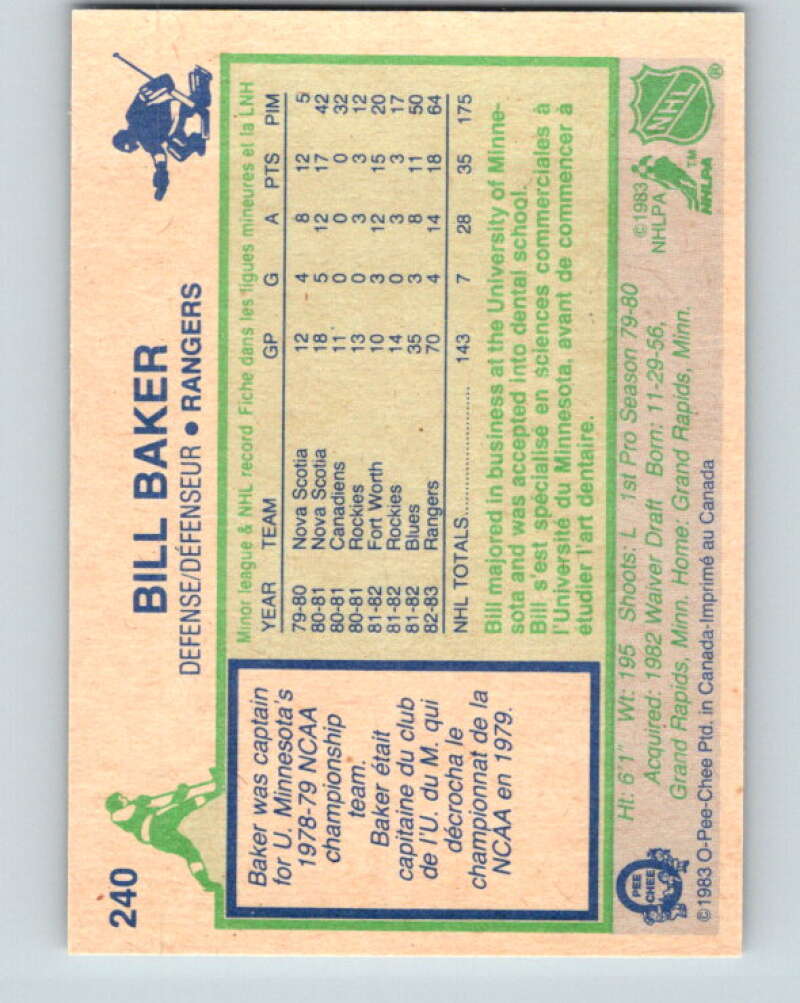 240
BILL BAKER
DEFENSE/DÉFENSEUR • RANGERS
Baker was captain
for U. Minnesota's
1978-79 NCAA
championship
team.
Baker était
capitaine du club
de l'U. du M. qui
décrocha le
championnat de la
NCAA en 1979.
Minor league & NHL record Fiche dans les ligues mineures et la LNH
YEAR TEAM GP G A PTS PIM
79-80 Nova Scotia 12 4 8 12 5
80-81 Nova Scotia 18 5 12 17 42
80-81 Canadiens 11 0 0 0 32
80-81 Rockies 13 0 3 3 12
81-82 Fort Worth 10 3 12 15 20
81-82 Rockies 14 0 3 3 17
81-82 Blues 35 3 8 11 50
82-83 Rangers 70 4 14 18 64
NHL TOTALS.................... 143 7 28 35 175
Bill majored in business at the University of Minne-
sota and was accepted into dental school.
Bill s'est spécialisé en sciences commerciales à
l'Université du Minnesota, avant de commencer à
étudier l'art dentaire.
Ht: 6'1" Wt: 195 Shoots: L 1st Pro Season 79-80
Acquired: 1982 Waiver Draft Born: 11-29-56,
Grand Rapids, Minn. Home: Grand Rapids, Minn.
©1983
NHLPA
NHL
®
TM
NHLPA
O
PEE
CHEE
©1983 O-Pee-Chee Ptd. in Canada-Imprimé au Canada